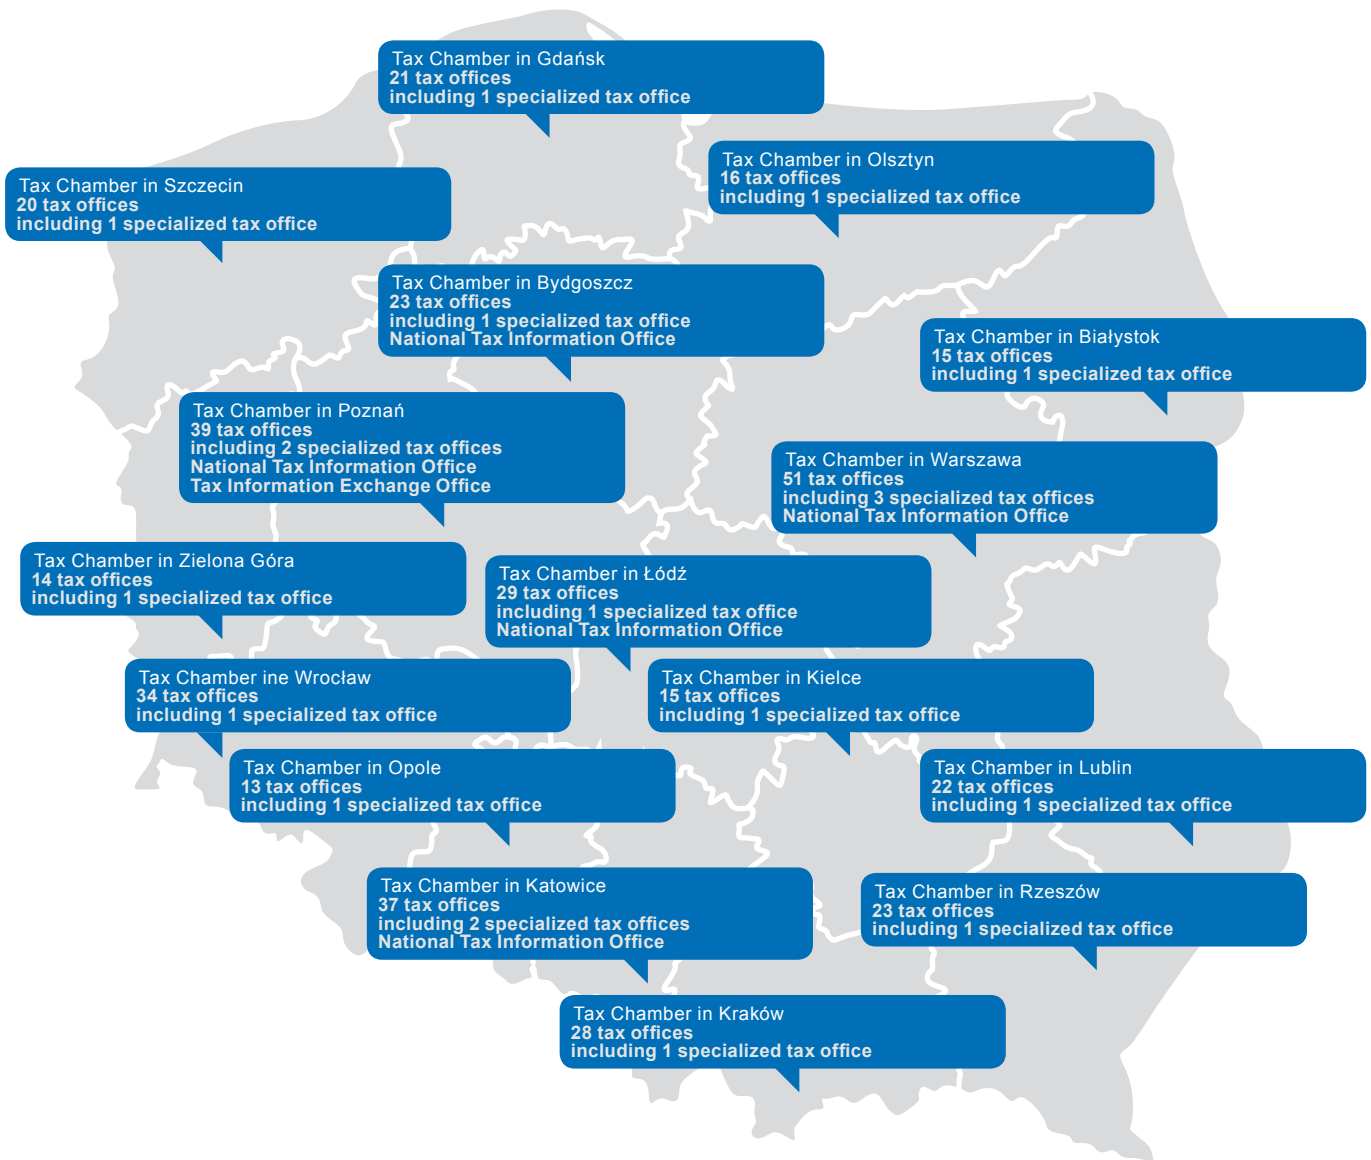 Tax Chamber in Gdańsk
21 tax offices
including 1 specialized tax office
Tax Chamber in Olsztyn
16 tax offices
including 1 specialized tax office
Tax Chamber in Szczecin
20 tax offices
including 1 specialized tax office
Tax Chamber in Bydgoszcz
23 tax offices
including 1 specialized tax office
National Tax Information Office
Tax Chamber in Białystok
15 tax offices
including 1 specialized tax office
Tax Chamber in Poznań
39 tax offices
including 2 specialized tax offices
National Tax Information Office
Tax Information Exchange Office
Tax Chamber in Warszawa
51 tax offices
including 3 specialized tax offices
National Tax Information Office
Tax Chamber in Zielona Góra
14 tax offices
including 1 specialized tax office
Tax Chamber in Łódź
29 tax offices
including 1 specialized tax office
National Tax Information Office
Tax Chamber ine Wrocław
34 tax offices
including 1 specialized tax office
Tax Chamber in Kielce
15 tax offices
including 1 specialized tax office
Tax Chamber in Opole
13 tax offices
including 1 specialized tax office
Tax Chamber in Lublin
22 tax offices
including 1 specialized tax office
Tax Chamber in Katowice
37 tax offices
including 2 specialized tax offices
National Tax Information Office
Tax Chamber in Rzeszów
23 tax offices
including 1 specialized tax office
Tax Chamber in Kraków
28 tax offices
including 1 specialized tax office